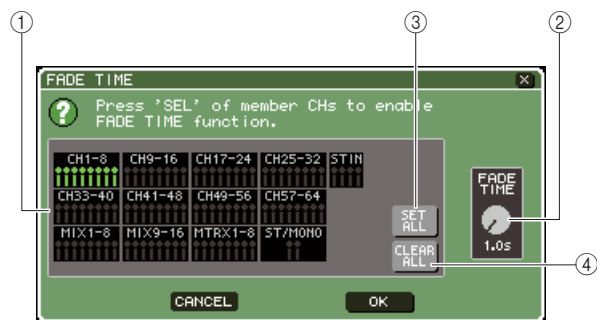 ① ③ ②
FADE TIME
Press 'SEL' of member CHs to enable
FADE TIME function.
CH1-8 CH9-16 CH17-24 CH25-32 STIN
CH33-40 CH41-48 CH49-56 CH57-64
MIX1-8 MIX9-16 MTRX1-8 ST/MONO
SET
ALL
CLEAR
ALL
FADE
TIME
1.0s
④
CANCEL OK